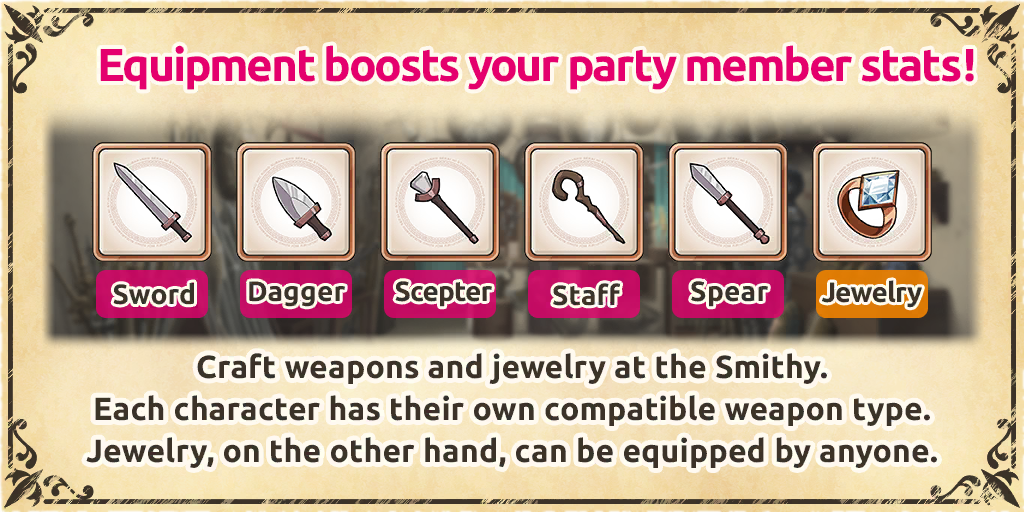 Equipment boosts your party member stats!
Sword
Dagger
Scepter
Staff
Spear
Jewelry
Craft weapons and jewelry at the Smithy.
Each character has their own compatible weapon type.
Jewelry, on the other hand, can be equipped by anyone.